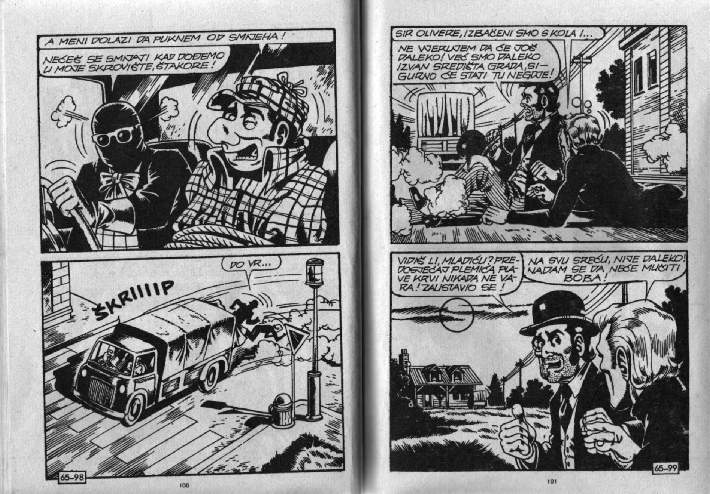 A MENI DOLAZI DA PUKNEM OD SMIJEHA!
NEĆEŠ SE SMIJATI KAD DOĐEMO
U MOJE SKROVIŠTE, ŠTAKORE!
DO VR...
ŠKRIIIIP
65-98
SIR OLIVERE, IZBAČENI SMO S KOLA I...
NE VJERUJEM DA ĆE JOŠ
DALEKO! VEĆ SMO DALEKO
IZVAN SREDIŠTA GRADA, SI-
GURNO ĆE STATI TU NEGDJE!
VIDIŠ LI, MLADIĆU? PRE-
DOSJEĆAJ PLEMIĆA PLA-
VE KRVI NIKADA NE VA-
RA! ZAUSTAVIO SE!
NA SVU SREĆU, NIJE DALEKO!
NADAM SE DA NEĆE MUČITI
BOBA!
65-99